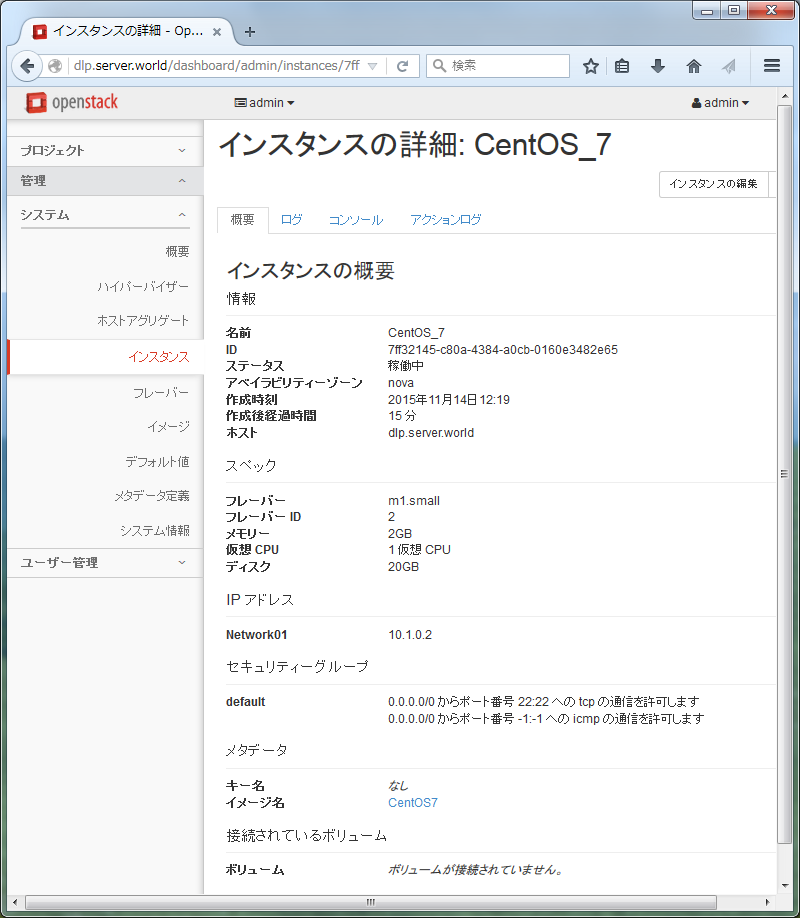 インスタンスの詳細 - Op...
dlp.server.world/dashboard/admin/instances/7ff
検索
openstack
admin
admin
プロジェクト
管理
システム
概要
ハイパーバイザー
ホストアグリゲート
インスタンス
フレーバー
イメージ
デフォルト値
メタデータ定義
システム情報
ユーザー管理
インスタンスの詳細: CentOS_7
インスタンスの編集
概要 ログ コンソール アクションログ
インスタンスの概要
情報
名前 CentOS_7
ID 7ff32145-c80a-4384-a0cb-0160e3482e65
ステータス 稼働中
アベイラビリティーゾーン nova
作成時刻 2015年11月14日 12:19
作成後経過時間 15 分
ホスト dlp.server.world
スペック
フレーバー m1.small
フレーバー ID 2
メモリー 2GB
仮想 CPU 1 仮想 CPU
ディスク 20GB
IP アドレス
Network01 10.1.0.2
セキュリティーグループ
default 0.0.0.0/0 からポート番号 22:22 への tcp の通信を許可します
0.0.0.0/0 からポート番号 -1:-1 への icmp の通信を許可します
メタデータ
キー名 なし
イメージ名 CentOS7
接続されているボリューム
ボリューム ボリュームが接続されていません。